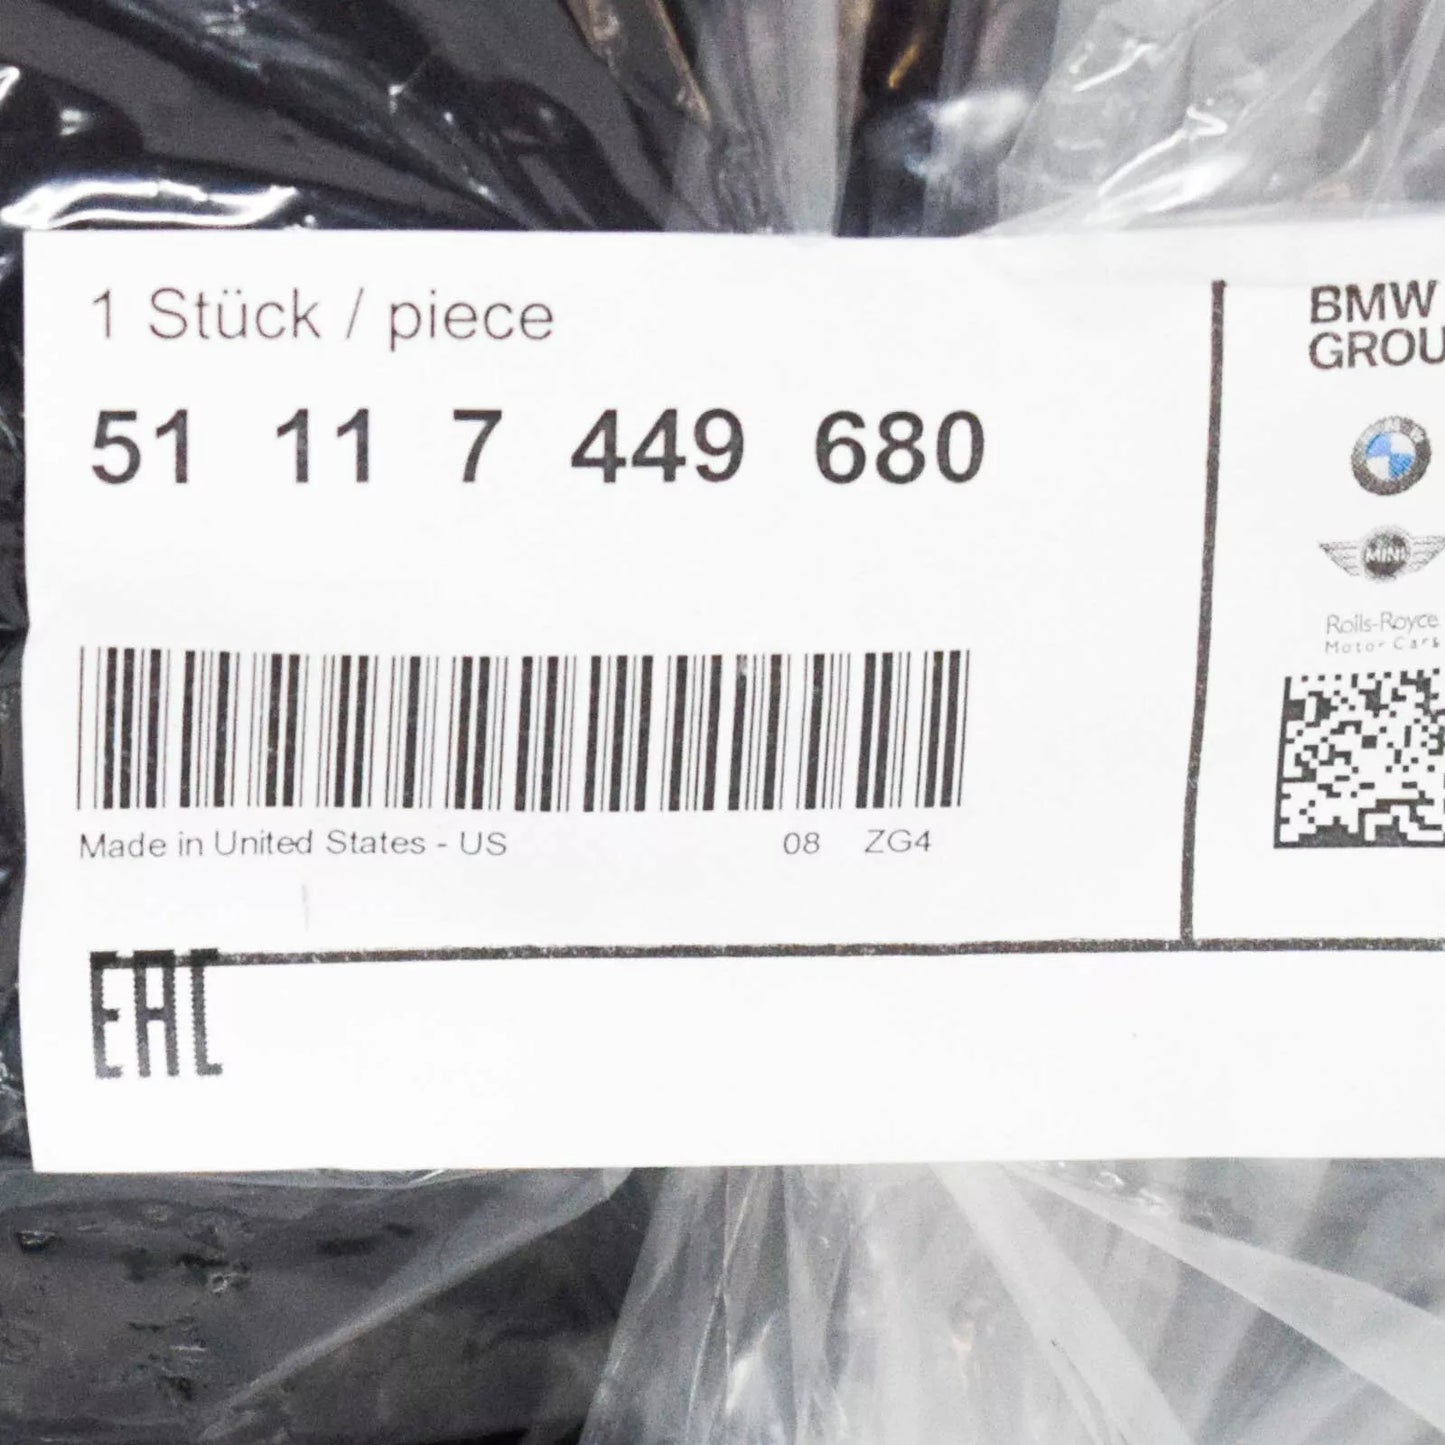 1 Stück / piece
51 11 7 449 680
Made in United States - US 08 ZG4
EAC
BMW
GROU
MINI
Rolls-Royce
Motor Cars